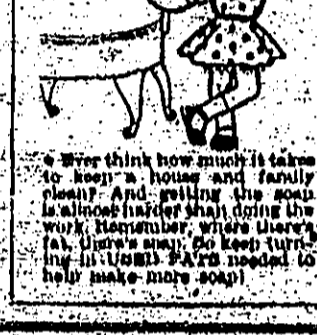 • Ever think how much it takes
to keep a house and family
clean? And getting the soap
is almost harder than doing the
work. Remember, where there's
fat, there's soap. So keep turn-
ing in USED FATS needed to
help make more soap!